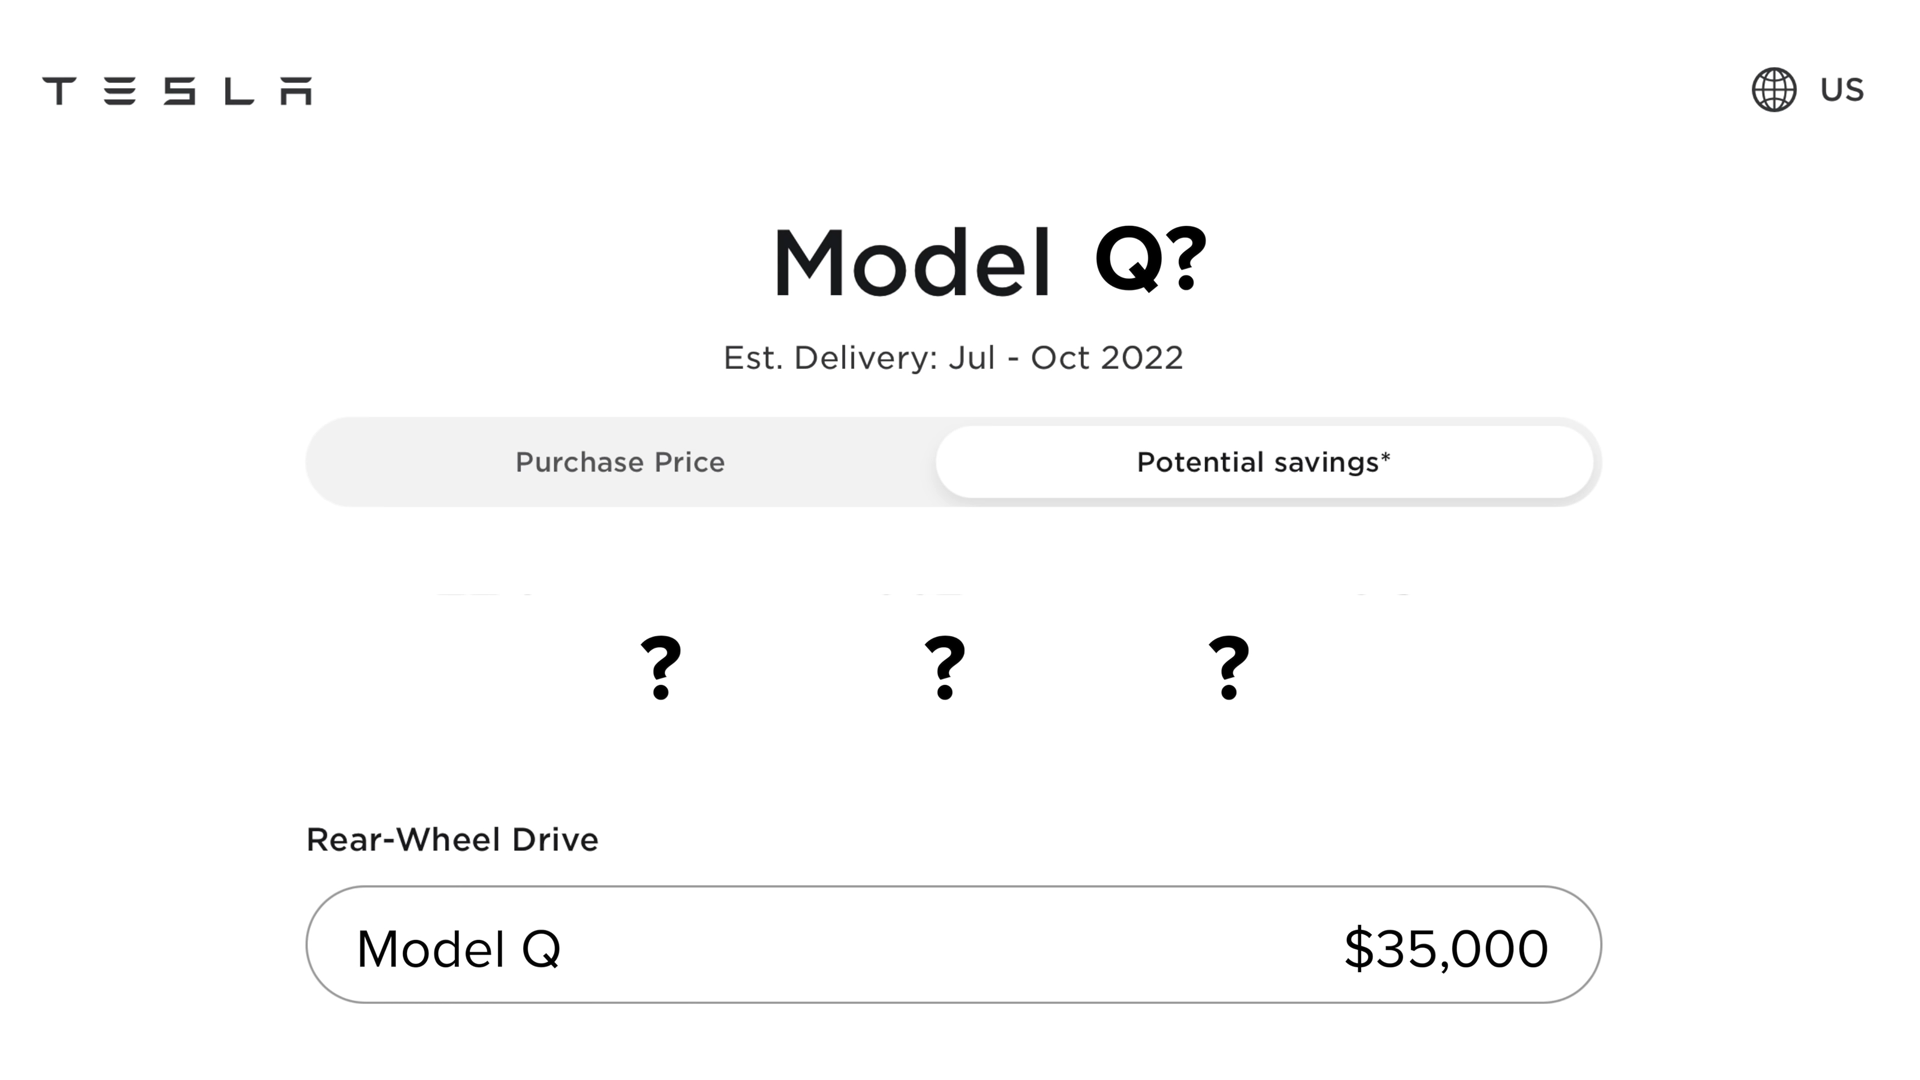 TESLA
US
Model Q?
Est. Delivery: Jul - Oct 2022
Purchase Price
Potential savings*
? ? ?
Rear-Wheel Drive
Model Q
$35,000